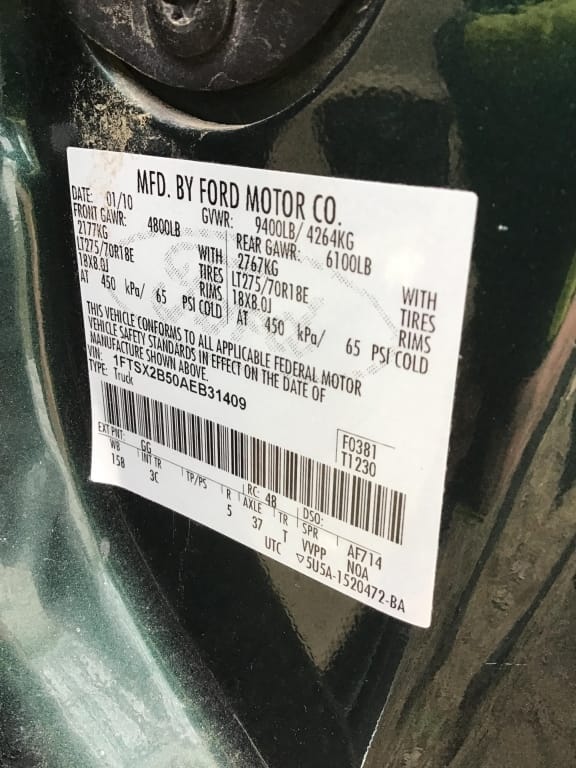 MFD. BY FORD MOTOR CO.
DATE: 01/10 GVWR: 9400LB/ 4264KG
FRONT GAWR: 4800LB REAR GAWR: 6100LB
2177KG WITH 2767KG WITH
LT275/70R18E TIRES LT275/70R18E TIRES
18X8.0J RIMS 18X8.0J RIMS
AT 450 kPa/ 65 PSI COLD AT 450 kPa/ 65 PSI COLD
THIS VEHICLE CONFORMS TO ALL APPLICABLE FEDERAL MOTOR
VEHICLE SAFETY STANDARDS IN EFFECT ON THE DATE OF
MANUFACTURE SHOWN ABOVE.
VIN: 1FTSX2B50AEB31409
TYPE: Truck
F0381
T1230
EXT PNT: GG RC: 48 DSO:
WB INT TR TP/PS R AXLE TR SPR AF714
158 3C 5 37 T VVPP NOA
UTC ▽5U5A-1520472-BA
Ford